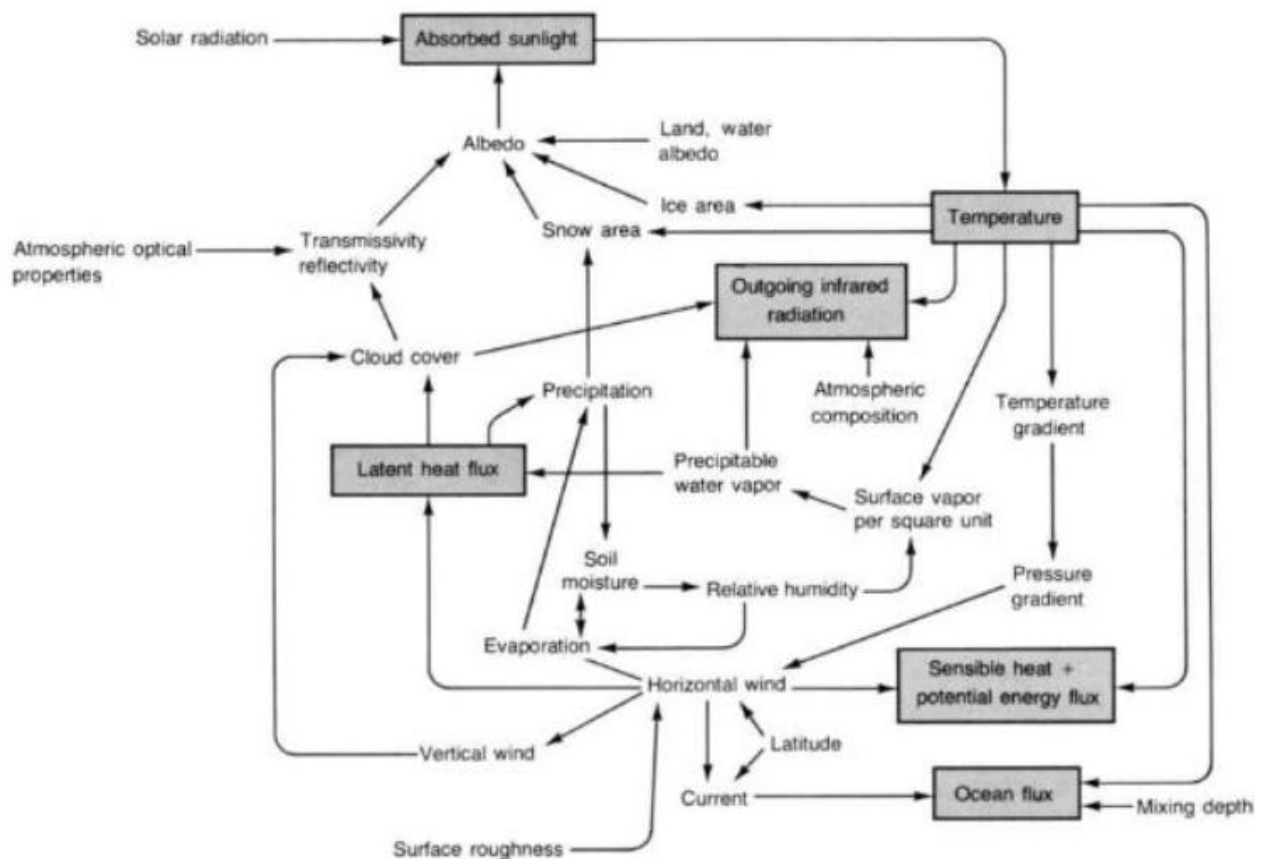 Solar radiation
Absorbed sunlight
Albedo
Land, water
albedo
Ice area
Temperature
Snow area
Atmospheric optical
properties
Transmissivity
reflectivity
Outgoing infrared
radiation
Cloud cover
Precipitation
Atmospheric
composition
Temperature
gradient
Latent heat flux
Precipitable
water vapor
Surface vapor
per square unit
Soil
moisture
Relative humidity
Pressure
gradient
Evaporation
Horizontal wind
Sensible heat +
potential energy flux
Vertical wind
Latitude
Current
Ocean flux
Mixing depth
Surface roughness